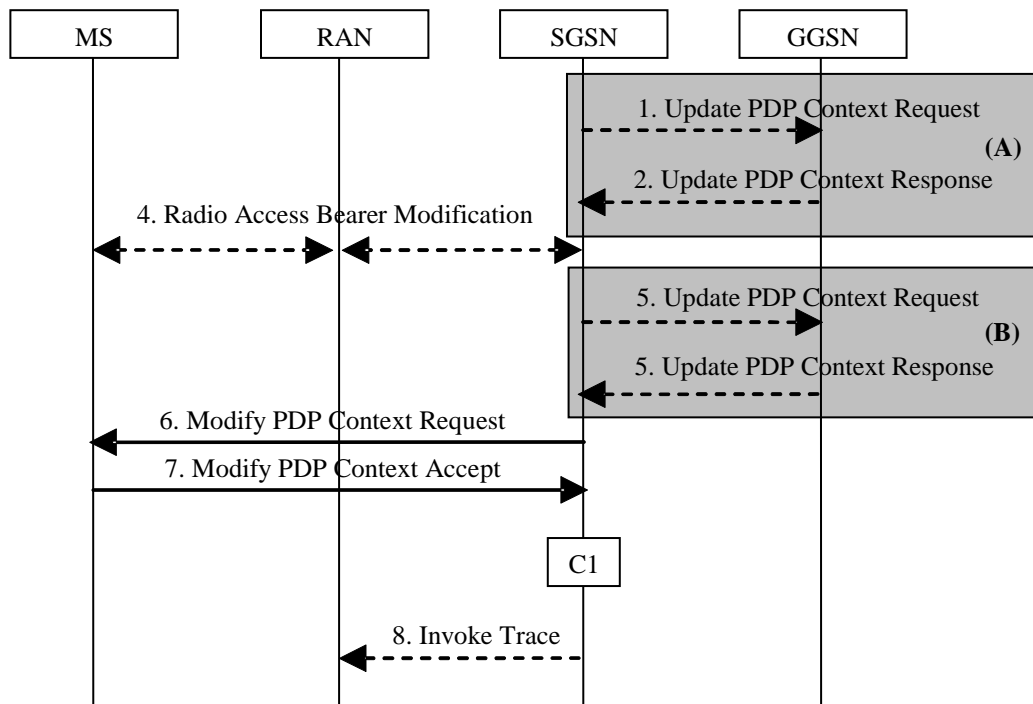 MS
RAN
SGSN
GGSN
1. Update PDP Context Request
(A)
2. Update PDP Context Response
4. Radio Access Bearer Modification
5. Update PDP Context Request
(B)
5. Update PDP Context Response
6. Modify PDP Context Request
7. Modify PDP Context Accept
C1
8. Invoke Trace